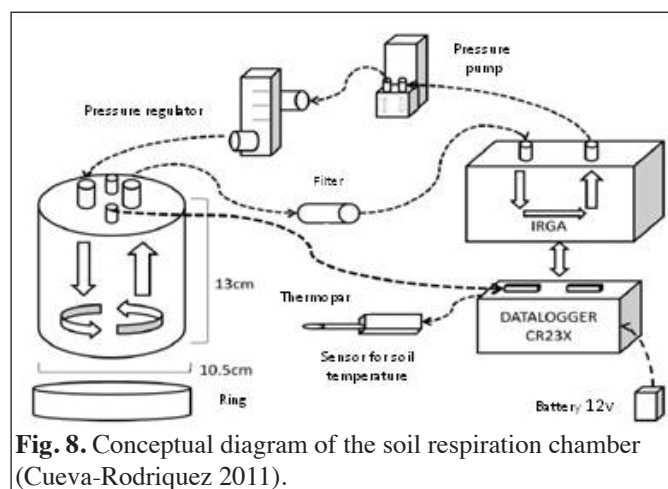 Pressure
pump
Pressure regulator
Filter
IRGA
13cm
Thermopar
DATALOGGER
CR23X
Sensor for soil
temperature
10.5cm
Ring
Battery 12v
Fig. 8. Conceptual diagram of the soil respiration chamber
(Cueva-Rodriquez 2011).